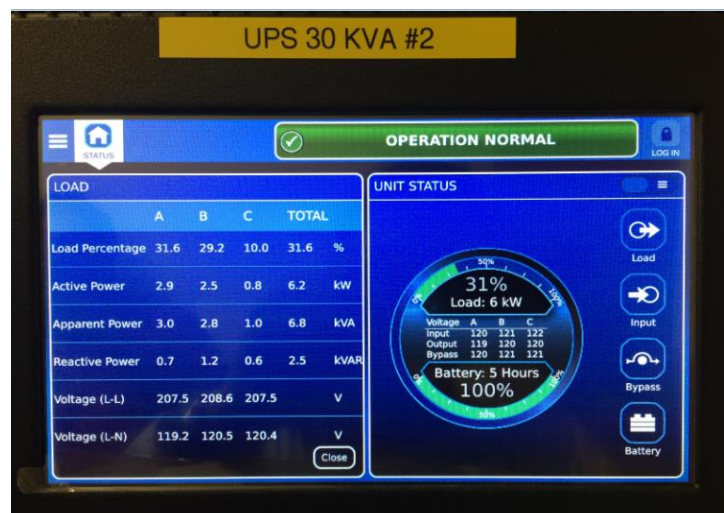 UPS 30 KVA #2
STATUS
OPERATION NORMAL
LOG IN
LOAD
A B C TOTAL
Load Percentage 31.6 29.2 10.0 31.6 %
Active Power 2.9 2.5 0.8 6.2 kW
Apparent Power 3.0 2.8 1.0 6.8 kVA
Reactive Power 0.7 1.2 0.6 2.5 kVAR
Voltage (L-L) 207.5 208.6 207.5 V
Voltage (L-N) 119.2 120.5 120.4 V
Close
UNIT STATUS
50%
0% 100%
31%
Load: 6 kW
Voltage A B C
Input 120 121 122
Output 119 120 120
Bypass 120 121 121
Battery: 5 Hours
100%
0% 100%
50%
Load
Input
Bypass
Battery